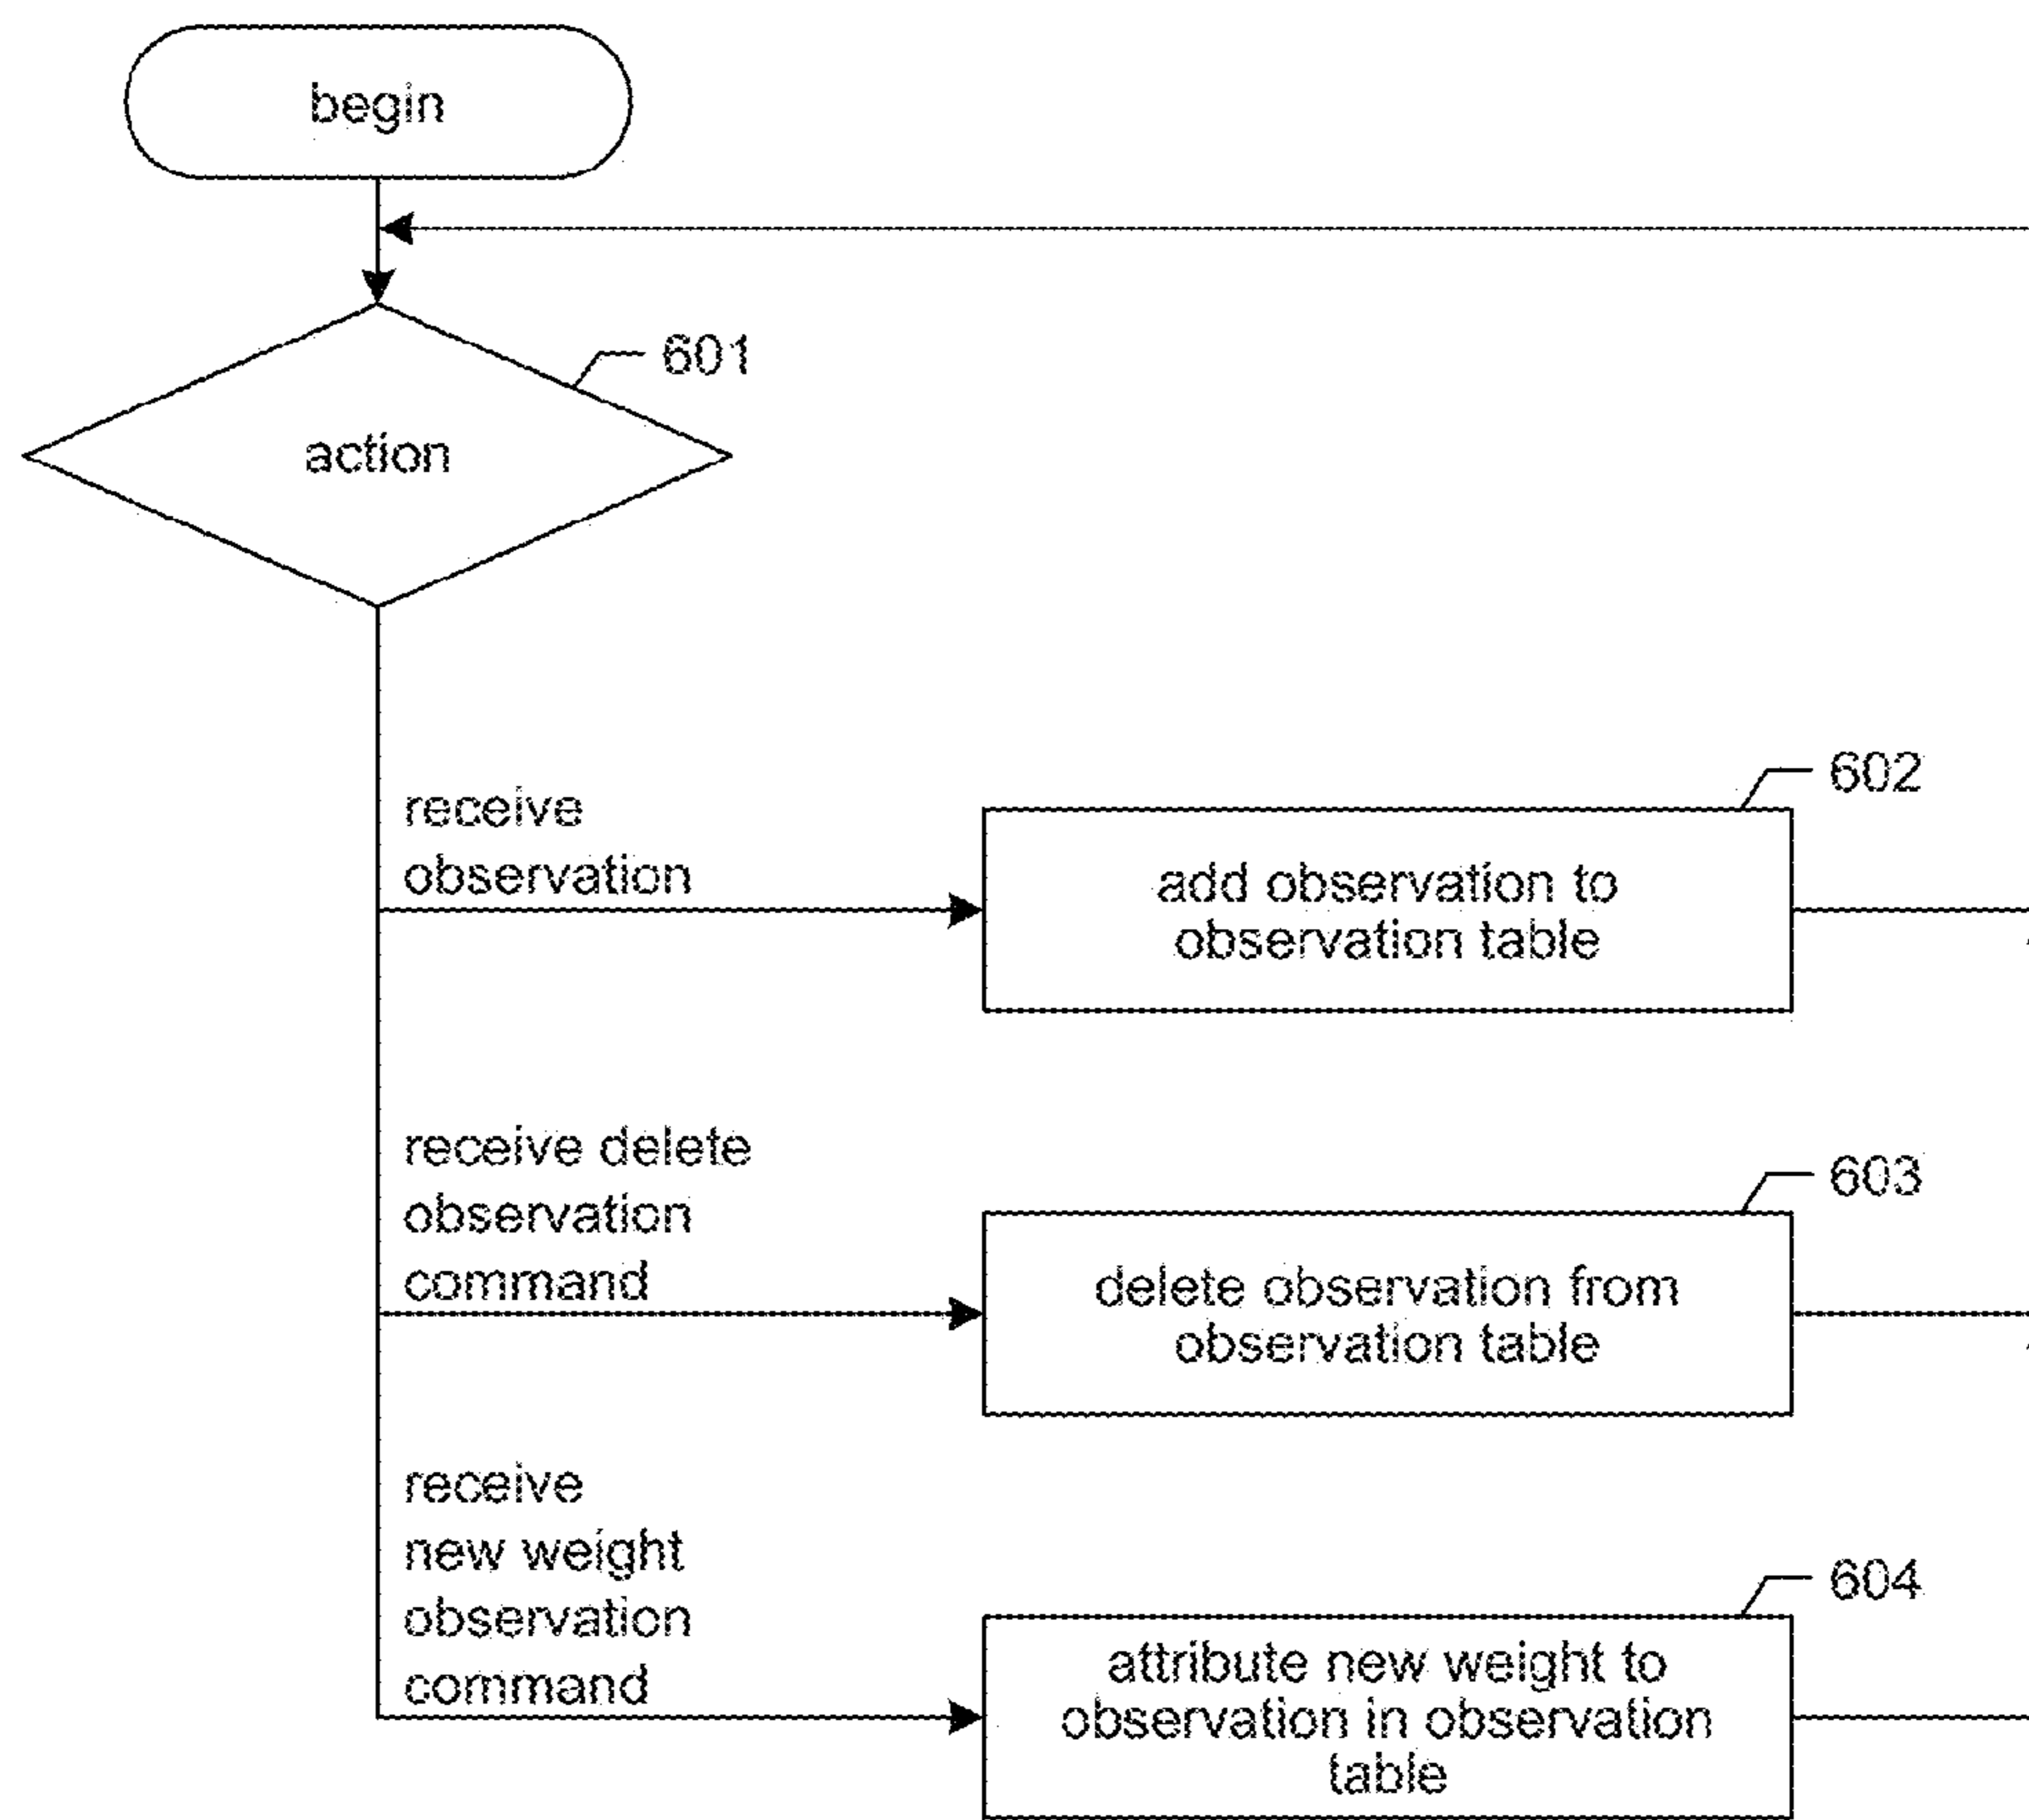 begin
601
action
receive
observation
602
add observation to
observation table
receive delete
observation
command
603
delete observation from
observation table
receive
new weight
observation
command
604
attribute new weight to
observation in observation
table